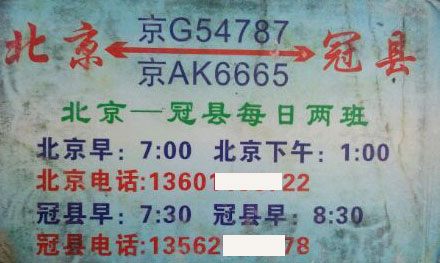 京G54787
北京 冠县
京AK6665
北京—冠县每日两班
北京早：7:00 北京下午：1:00
北京电话:13601 22
冠县早：7:30 冠县早：8:30
冠县电话:13562 78